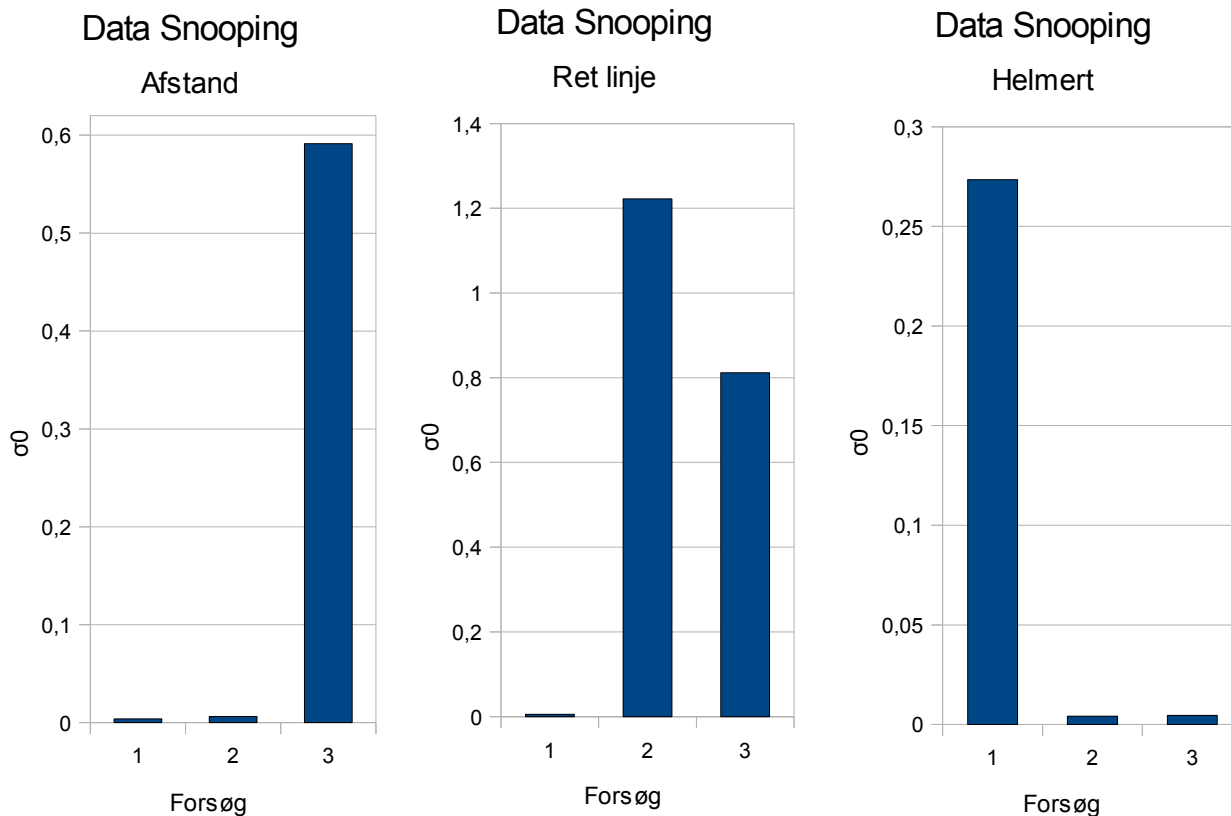 Data Snooping
Afstand
0,6
0,5
0,4
0,3
0,2
0,1
0
σ0
1 2 3
Forsøg
Data Snooping
Ret linje
1,4
1,2
1
0,8
0,6
0,4
0,2
0
σ0
1 2 3
Forsøg
Data Snooping
Helmert
0,3
0,25
0,2
0,15
0,1
0,05
0
σ0
1 2 3
Forsøg